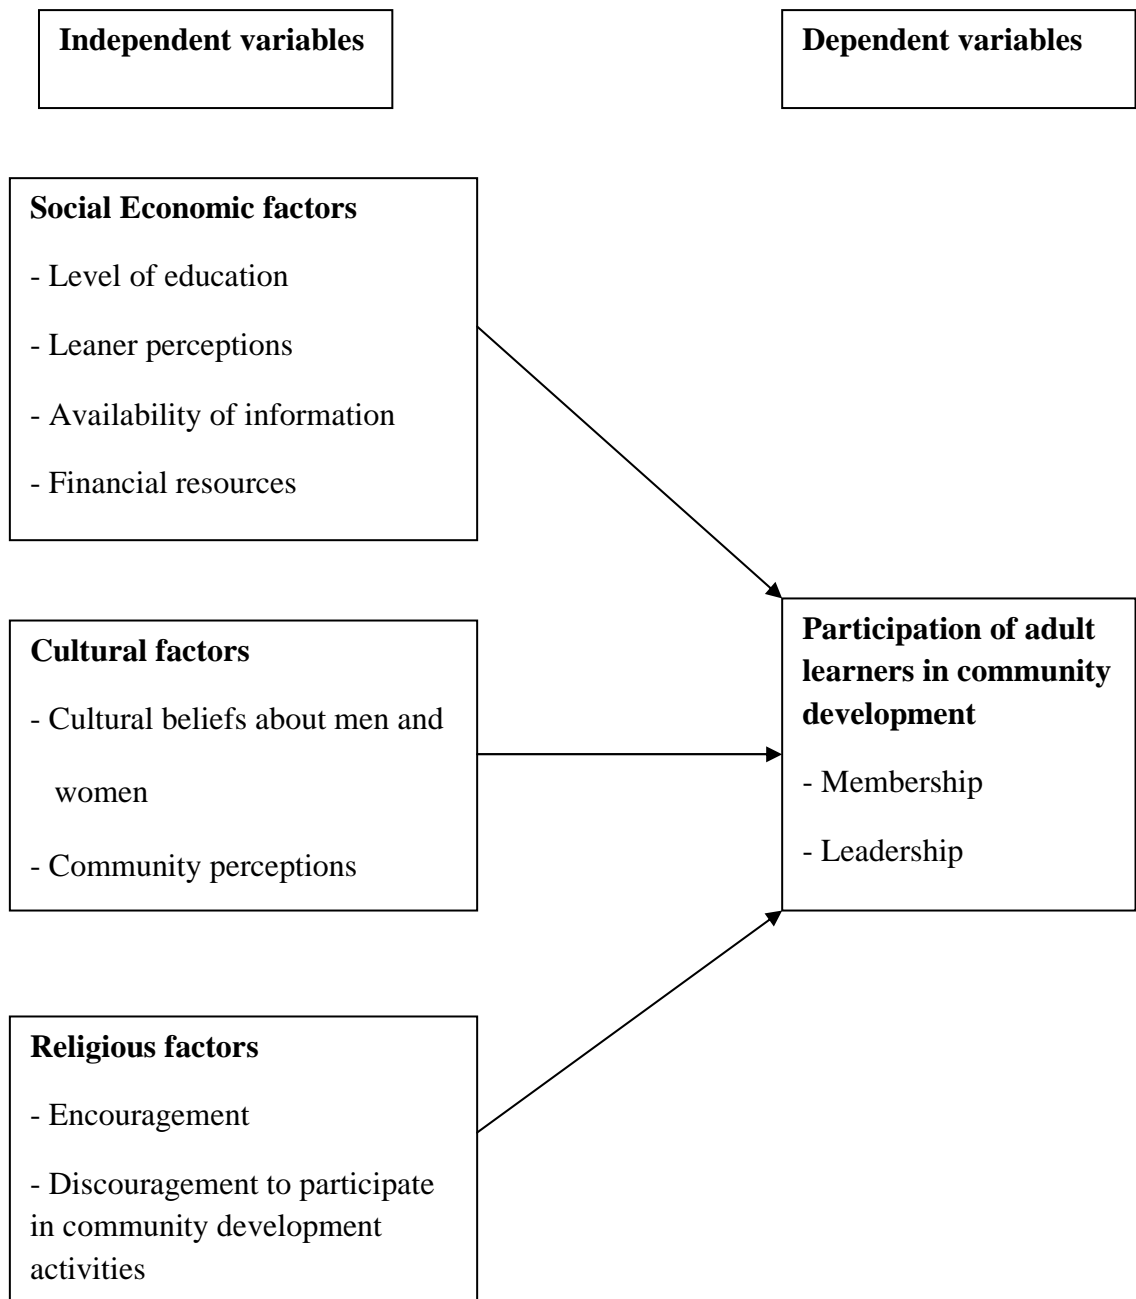 Independent variables
Dependent variables
Social Economic factors
- Level of education
- Leaner perceptions
- Availability of information
- Financial resources
Cultural factors
- Cultural beliefs about men and
women
- Community perceptions
Participation of adult
learners in community
development
- Membership
- Leadership
Religious factors
- Encouragement
- Discouragement to participate
in community development
activities